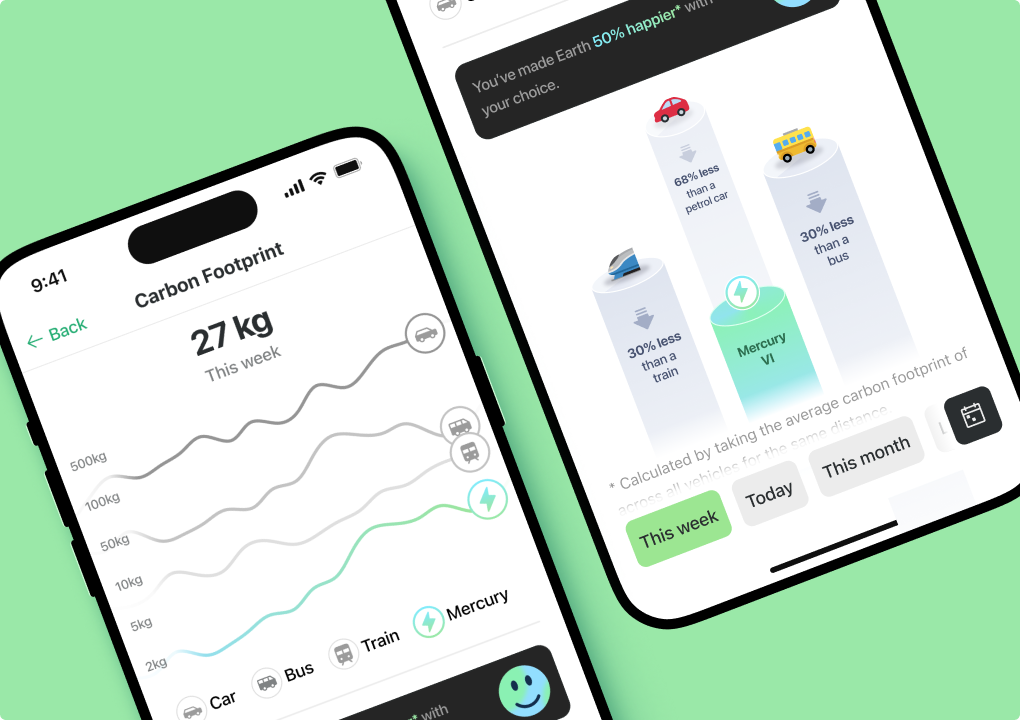 9:41
Carbon Footprint
← Back
27 kg
This week
500kg
100kg
50kg
10kg
5kg
2kg
Car
Bus
Train
Mercury
with
You've made Earth 50% happier* with
your choice.
68% less
than a
petrol car
30% less
than a
bus
30% less
than a
train
Mercury
VI
* Calculated by taking the average carbon footprint of
across all vehicles for the same distance
This week
Today
This month